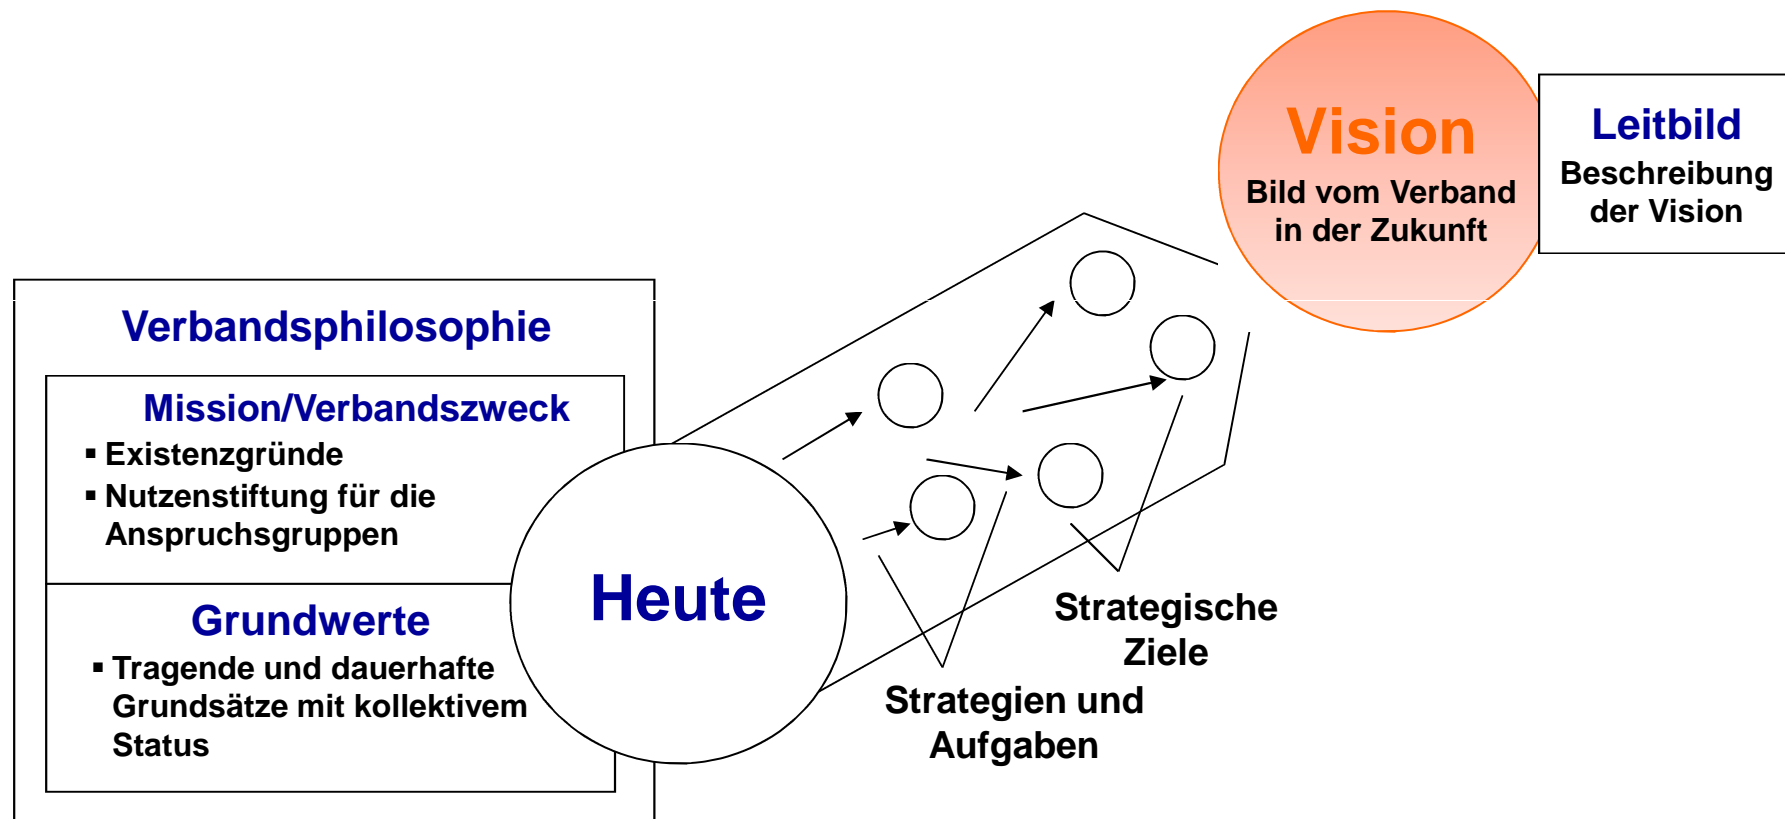 Vision
Bild vom Verband
in der Zukunft
Leitbild
Beschreibung
der Vision
Verbandsphilosophie
Mission/Verbandszweck
▪ Existenzgründe
▪ Nutzenstiftung für die
Anspruchsgruppen
Grundwerte
▪ Tragende und dauerhafte
Grundsätze mit kollektivem
Status
Heute
Strategische
Ziele
Strategien und
Aufgaben